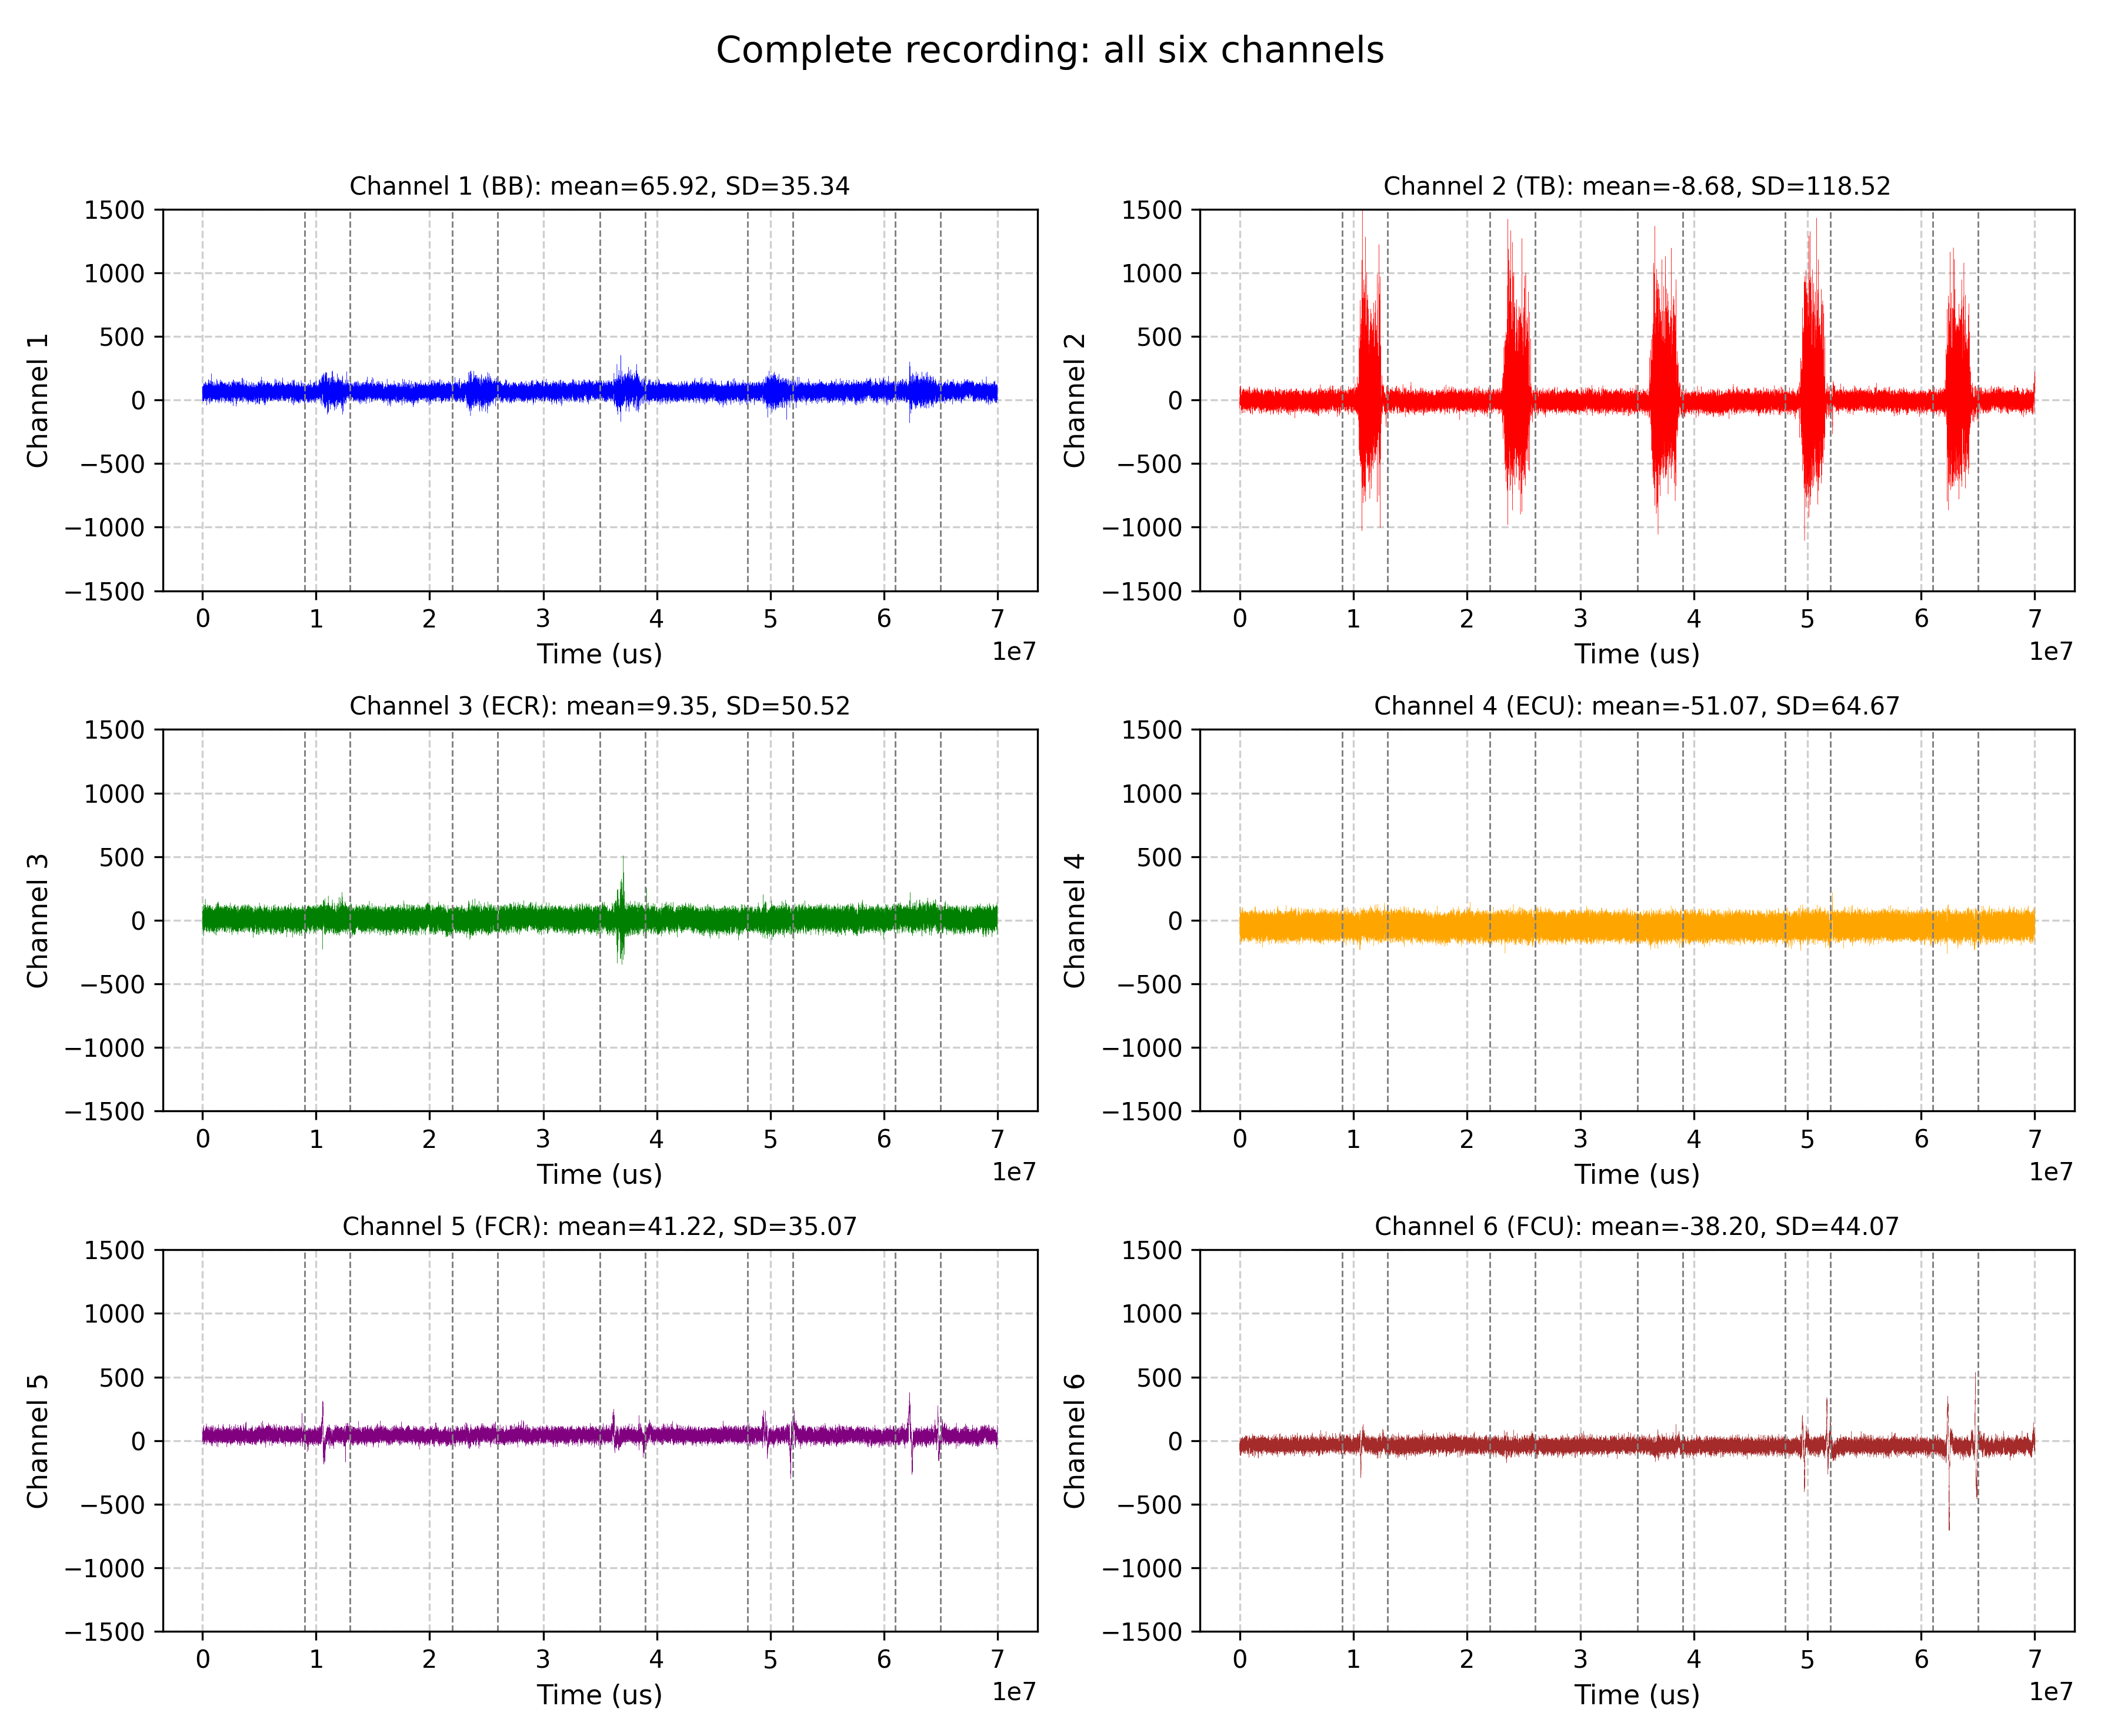 Complete recording: all six channels
Channel 1 (BB): mean=65.92, SD=35.34
1500
1000
500
0
−500
−1000
−1500
Channel 1
0 1 2 3 4 5 6 7
1e7
Time (us)
Channel 2 (TB): mean=-8.68, SD=118.52
1500
1000
500
0
−500
−1000
−1500
Channel 2
0 1 2 3 4 5 6 7
1e7
Time (us)
Channel 3 (ECR): mean=9.35, SD=50.52
1500
1000
500
0
−500
−1000
−1500
Channel 3
0 1 2 3 4 5 6 7
1e7
Time (us)
Channel 4 (ECU): mean=-51.07, SD=64.67
1500
1000
500
0
−500
−1000
−1500
Channel 4
0 1 2 3 4 5 6 7
1e7
Time (us)
Channel 5 (FCR): mean=41.22, SD=35.07
1500
1000
500
0
−500
−1000
−1500
Channel 5
0 1 2 3 4 5 6 7
1e7
Time (us)
Channel 6 (FCU): mean=-38.20, SD=44.07
1500
1000
500
0
−500
−1000
−1500
Channel 6
0 1 2 3 4 5 6 7
1e7
Time (us)